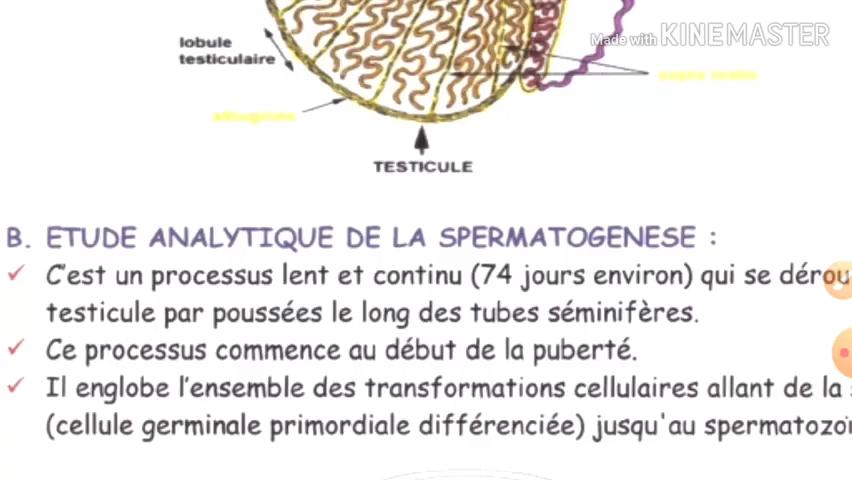 lobule
testiculaire
Made with KINEMASTER
albuginée
TESTICULE
B. ETUDE ANALYTIQUE DE LA SPERMATOGENESE :
C'est un processus lent et continu (74 jours environ) qui se dérou
testicule par poussées le long des tubes séminifères.
Ce processus commence au début de la puberté.
Il englobe l'ensemble des transformations cellulaires allant de la s
(cellule germinale primordiale différenciée) jusqu'au spermatozoï